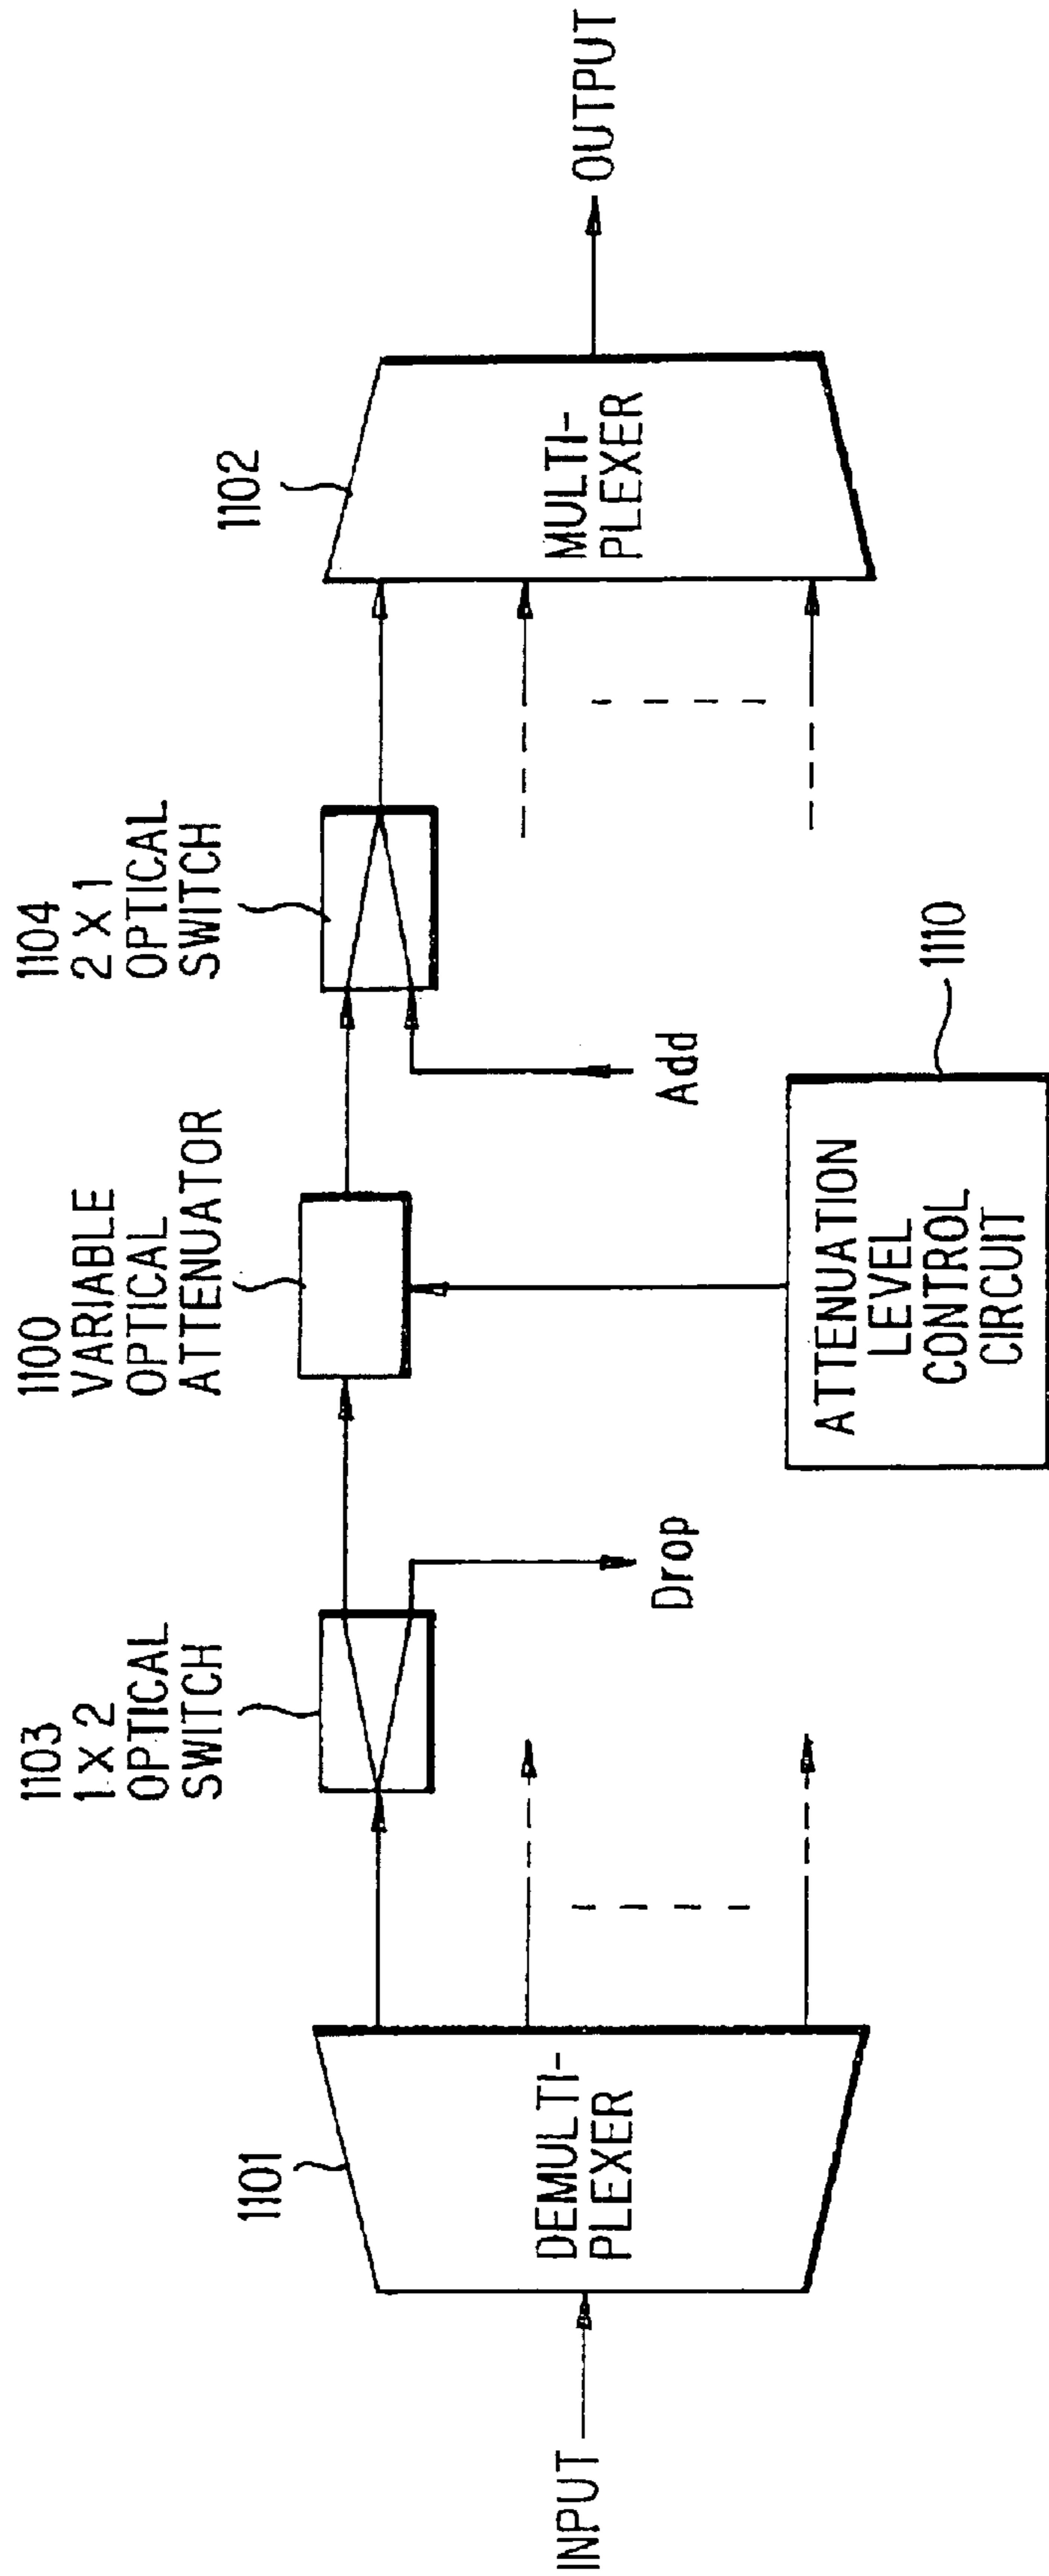 INPUT
1101
DEMULTI-
PLEXER
1103
1 X 2
OPTICAL
SWITCH
Drop
1100
VARIABLE
OPTICAL
ATTENUATOR
ATTENUATION
LEVEL
CONTROL
CIRCUIT
1110
1104
2 X 1
OPTICAL
SWITCH
Add
1102
MULTI-
PLEXER
OUTPUT